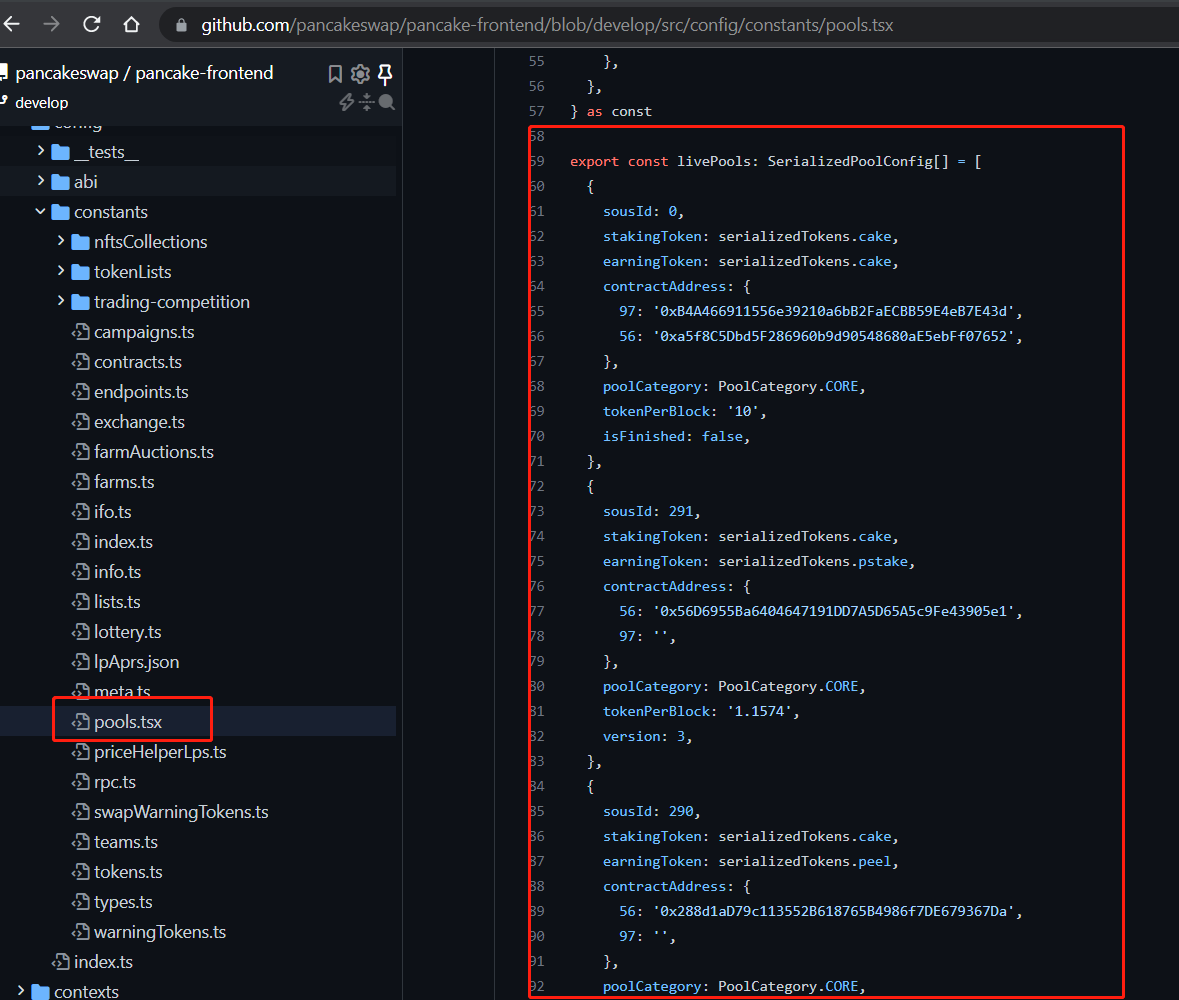 github.com/pancakeswap/pancake-frontend/blob/develop/src/config/constants/pools.tsx
pancakeswap / pancake-frontend
develop
config
__tests__
abi
constants
nftsCollections
tokenLists
trading-competition
campaigns.ts
contracts.ts
endpoints.ts
exchange.ts
farmAuctions.ts
farms.ts
ifo.ts
index.ts
info.ts
lists.ts
lottery.ts
lpAprs.json
meta.ts
pools.tsx
priceHelperLps.ts
rpc.ts
swapWarningTokens.ts
teams.ts
tokens.ts
types.ts
warningTokens.ts
index.ts
contexts
55 },
56 },
57 } as const
58
59 export const livePools: SerializedPoolConfig[] = [
60 {
61 sousId: 0,
62 stakingToken: serializedTokens.cake,
63 earningToken: serializedTokens.cake,
64 contractAddress: {
65 97: '0xB4A466911556e39210a6bB2FaECBB59E4eB7E43d',
66 56: '0xa5f8C5Dbd5F286960b9d90548680aE5ebFf07652',
67 },
68 poolCategory: PoolCategory.CORE,
69 tokenPerBlock: '10',
70 isFinished: false,
71 },
72 {
73 sousId: 291,
74 stakingToken: serializedTokens.cake,
75 earningToken: serializedTokens.pstake,
76 contractAddress: {
77 56: '0x56D6955Ba6404647191DD7A5D65A5c9Fe43905e1',
78 97: '',
79 },
80 poolCategory: PoolCategory.CORE,
81 tokenPerBlock: '1.1574',
82 version: 3,
83 },
84 {
85 sousId: 290,
86 stakingToken: serializedTokens.cake,
87 earningToken: serializedTokens.peel,
88 contractAddress: {
89 56: '0x288d1aD79c113552B618765B4986f7DE679367Da',
90 97: '',
91 },
92 poolCategory: PoolCategory.CORE,